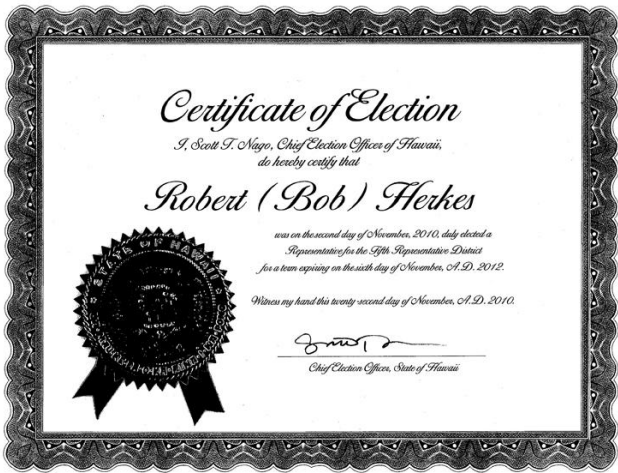 Certificate of Election
I, Scott T. Nago, Chief Election Officer of Hawaii,
do hereby certify that
Robert (Bob) Herkes
was on the second day of November, 2010, duly elected a
Representative for the Fifth Representative District
for a term expiring on the sixth day of November, A.D. 2012.
Witness my hand this twenty-second day of November, A.D. 2010.
STATE OF HAWAII
Chief Election Officer, State of Hawaii